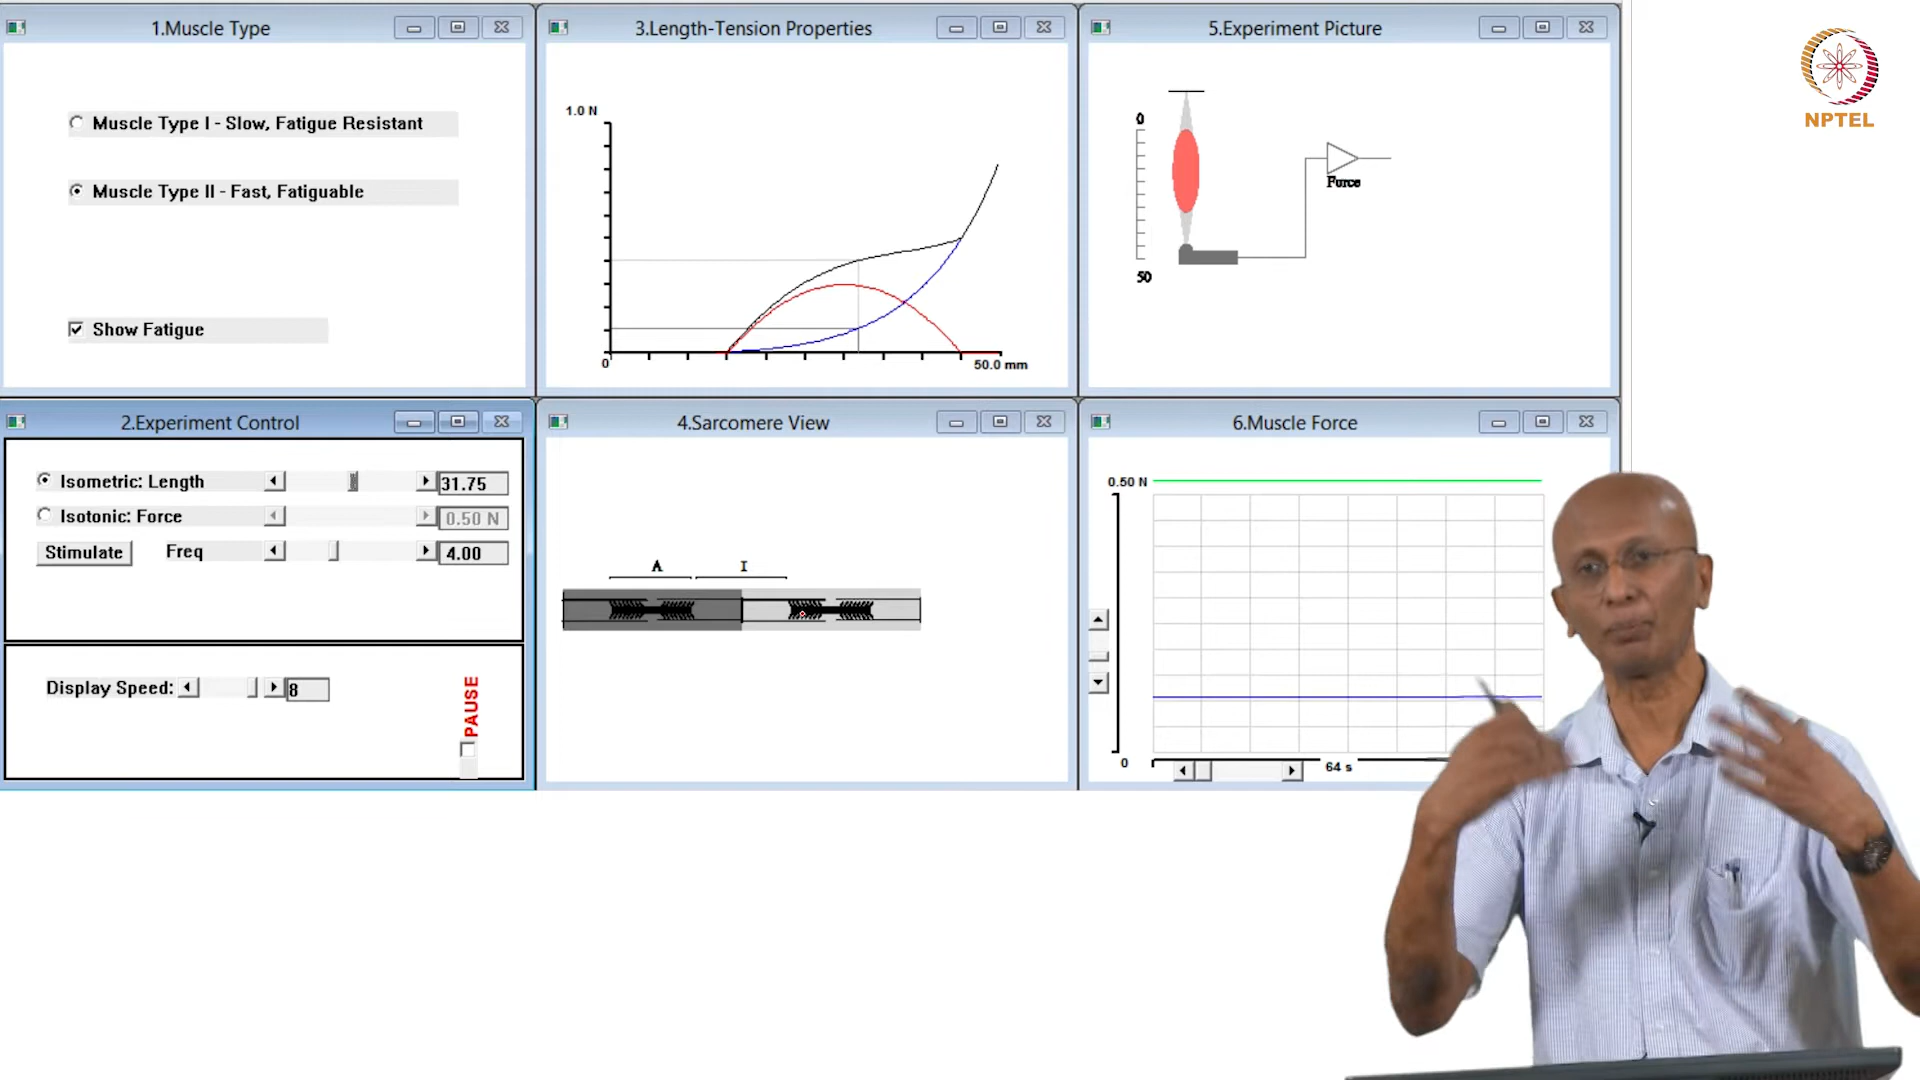 1.Muscle Type
Muscle Type I - Slow, Fatigue Resistant
Muscle Type II - Fast, Fatiguable
Show Fatigue
3.Length-Tension Properties
1.0 N
0
50.0 mm
5.Experiment Picture
0
50
Force
NPTEL
2.Experiment Control
Isometric: Length 31.75
Isotonic: Force 0.50 N
Stimulate Freq 4.00
Display Speed: 8
PAUSE
4.Sarcomere View
A I
6.Muscle Force
0.50 N
0
64 s